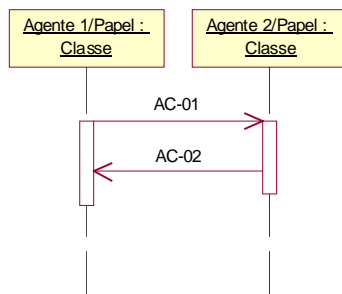 Agente 1/Papel :
Classe
Agente 2/Papel :
Classe
AC-01
AC-02